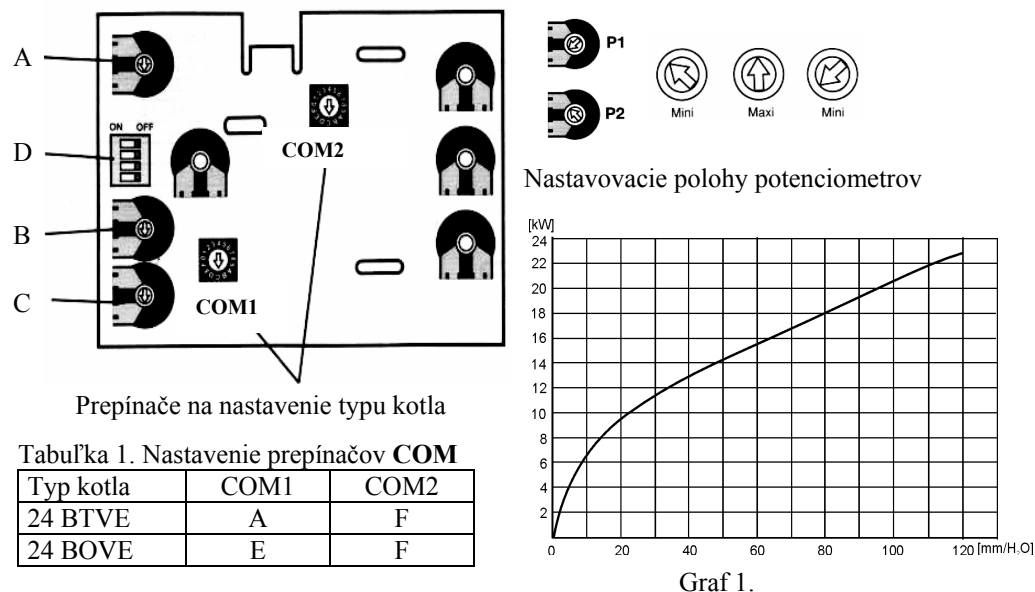 A
D
B
C
ON OFF
COM2
COM1
Prepínače na nastavenie typu kotla
Tabuľka 1. Nastavenie prepínačov COM
Typ kotla COM1 COM2
24 BTVE A F
24 BOVE E F
P1
P2
Mini Maxi Mini
Nastavovacie polohy potenciometrov
[kW]
24
22
20
18
16
14
12
10
8
6
4
2
0 20 40 60 80 100 120 [mm/H2O]
Graf 1.